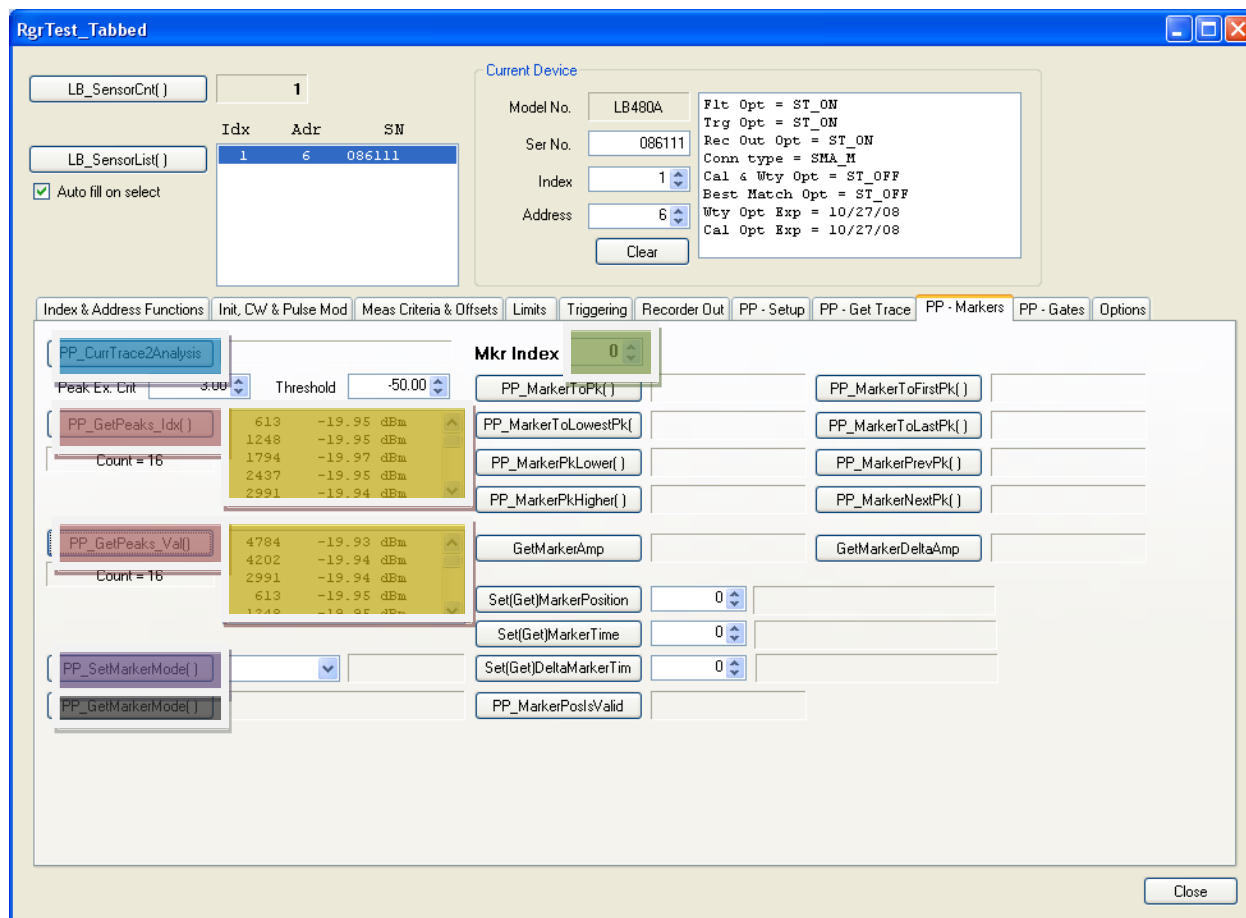 RgrTest_Tabbed
LB_SensorCnt( )
1
Idx Adr SN
LB_SensorList( )
1 6 086111
Auto fill on select
Current Device
Model No. LB480A
Ser No. 086111
Index 1
Address 6
Clear
Flt Opt = ST_ON
Trg Opt = ST_ON
Rec Out Opt = ST_ON
Conn type = SMA_M
Cal & Wty Opt = ST_OFF
Best Match Opt = ST_OFF
Wty Opt Exp = 10/27/08
Cal Opt Exp = 10/27/08
Index & Address Functions Init, CW & Pulse Mod Meas Criteria & Offsets Limits Triggering Recorder Out PP - Setup PP - Get Trace PP - Markers PP - Gates Options
PP_CurrTrace2Analysis
Peak Ex. Crit 3.00 Threshold -50.00
PP_GetPeaks_Idx( )
Count = 16
613 -19.95 dBm
1248 -19.95 dBm
1794 -19.97 dBm
2437 -19.95 dBm
2991 -19.94 dBm
PP_GetPeaks_Val()
Count = 16
4784 -19.93 dBm
4202 -19.94 dBm
2991 -19.94 dBm
613 -19.95 dBm
1248 -19.95 dBm
PP_SetMarkerMode( )
PP_GetMarkerMode( )
Mkr Index 0
PP_MarkerToPk( ) PP_MarkerToFirstPk( )
PP_MarkerToLowestPk( PP_MarkerToLastPk( )
PP_MarkerPkLower( ) PP_MarkerPrevPk( )
PP_MarkerPkHigher( ) PP_MarkerNextPk( )
GetMarkerAmp GetMarkerDeltaAmp
Set(Get)MarkerPosition 0
Set(Get)MarkerTime 0
Set(Get)DeltaMarkerTim 0
PP_MarkerPosIsValid
Close